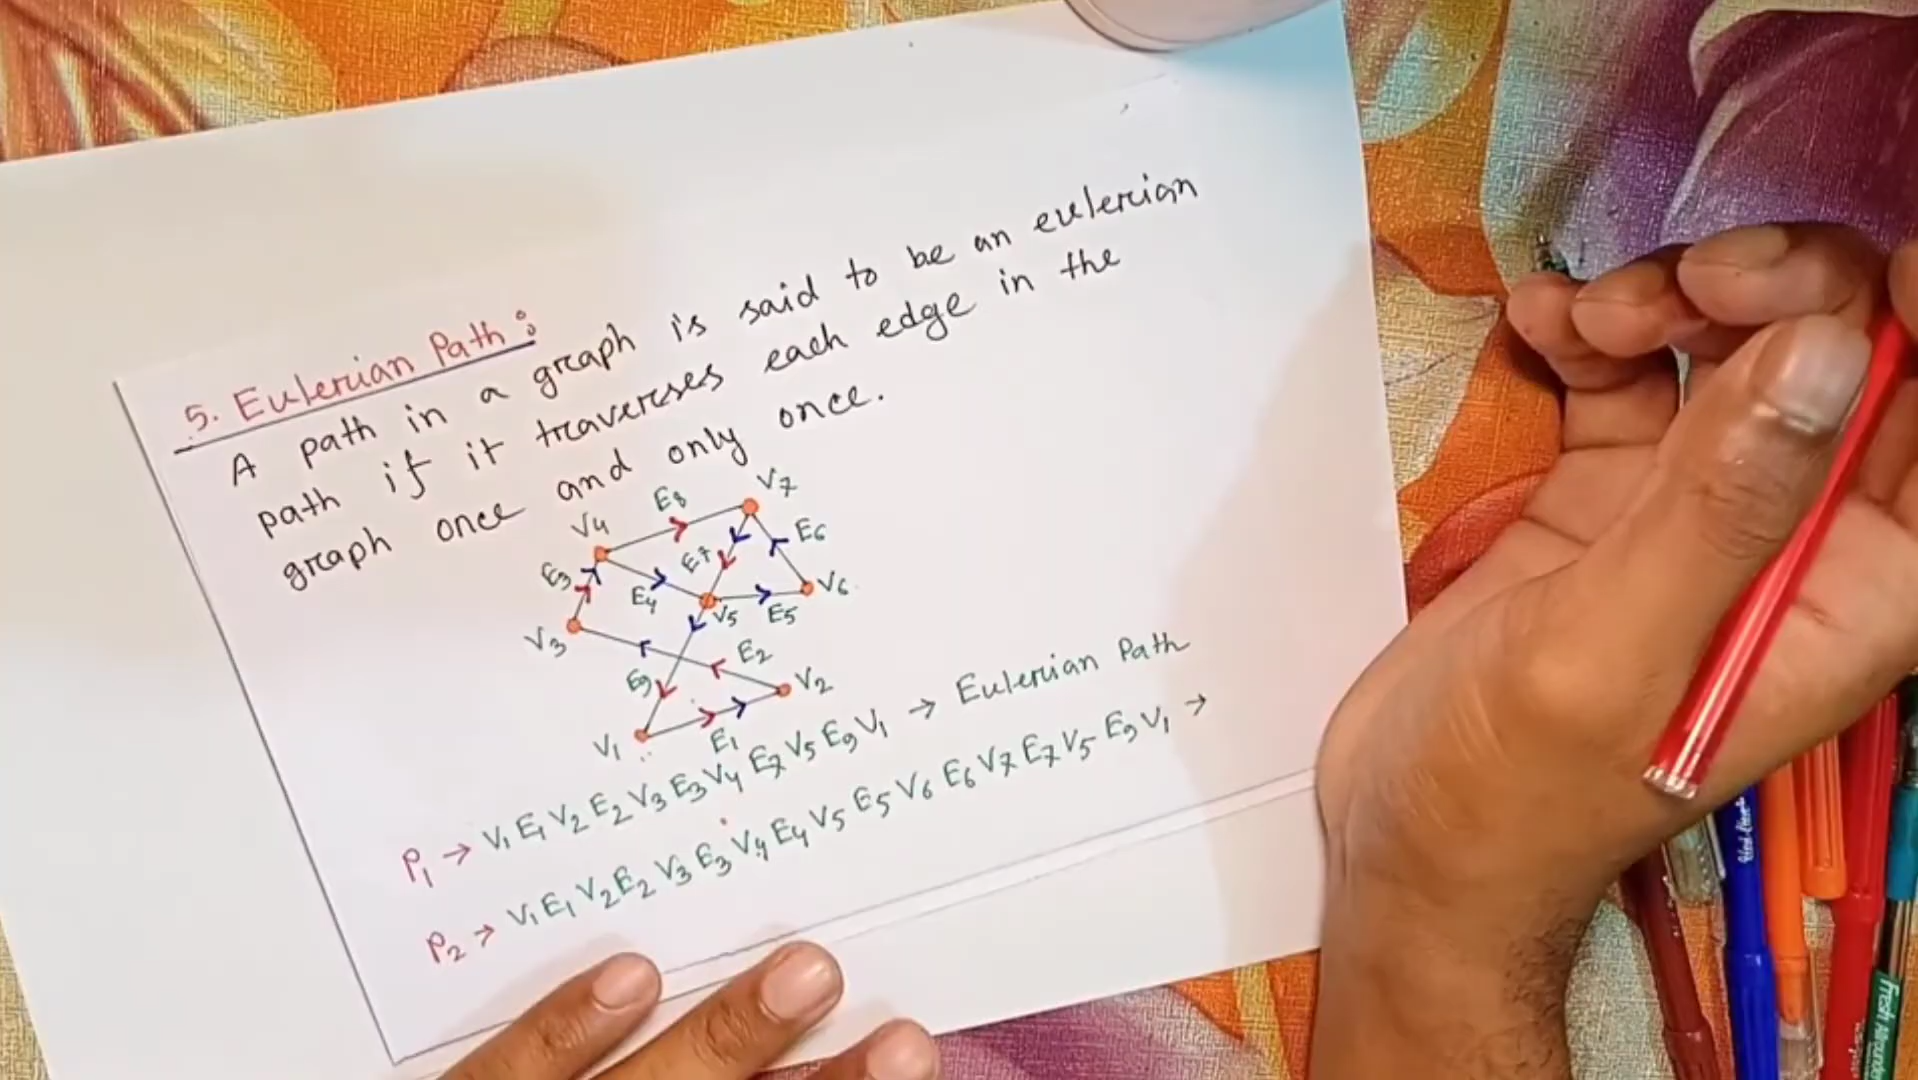 5. Eulerian Path:
A path in a graph is said to be an eulerian
path if it traverses each edge in the
graph once and only once.
V7
E8
V4
E6
E7
E3
E4
V6
V5
E5
V3
E2
E9
V2
V1
E1
P1 → V1 E1 V2 E2 V3 E3 V4 E7 V5 E9 V1 → Eulerian Path
P2 → V1 E1 V2 E2 V3 E3 V4 E4 V5 E5 V6 E6 V7 E7 V5 E9 V1 →